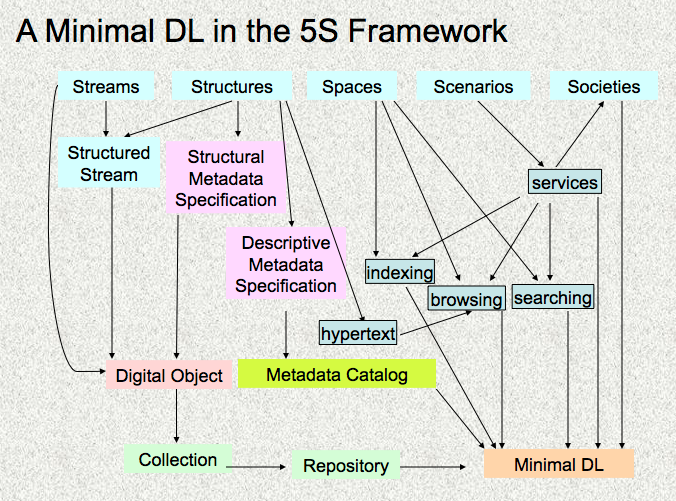 A Minimal DL in the 5S Framework
Streams
Structures
Spaces
Scenarios
Societies
Structured
Stream
Structural
Metadata
Specification
services
Descriptive
Metadata
Specification
indexing
browsing
searching
hypertext
Digital Object
Metadata Catalog
Collection
Repository
Minimal DL